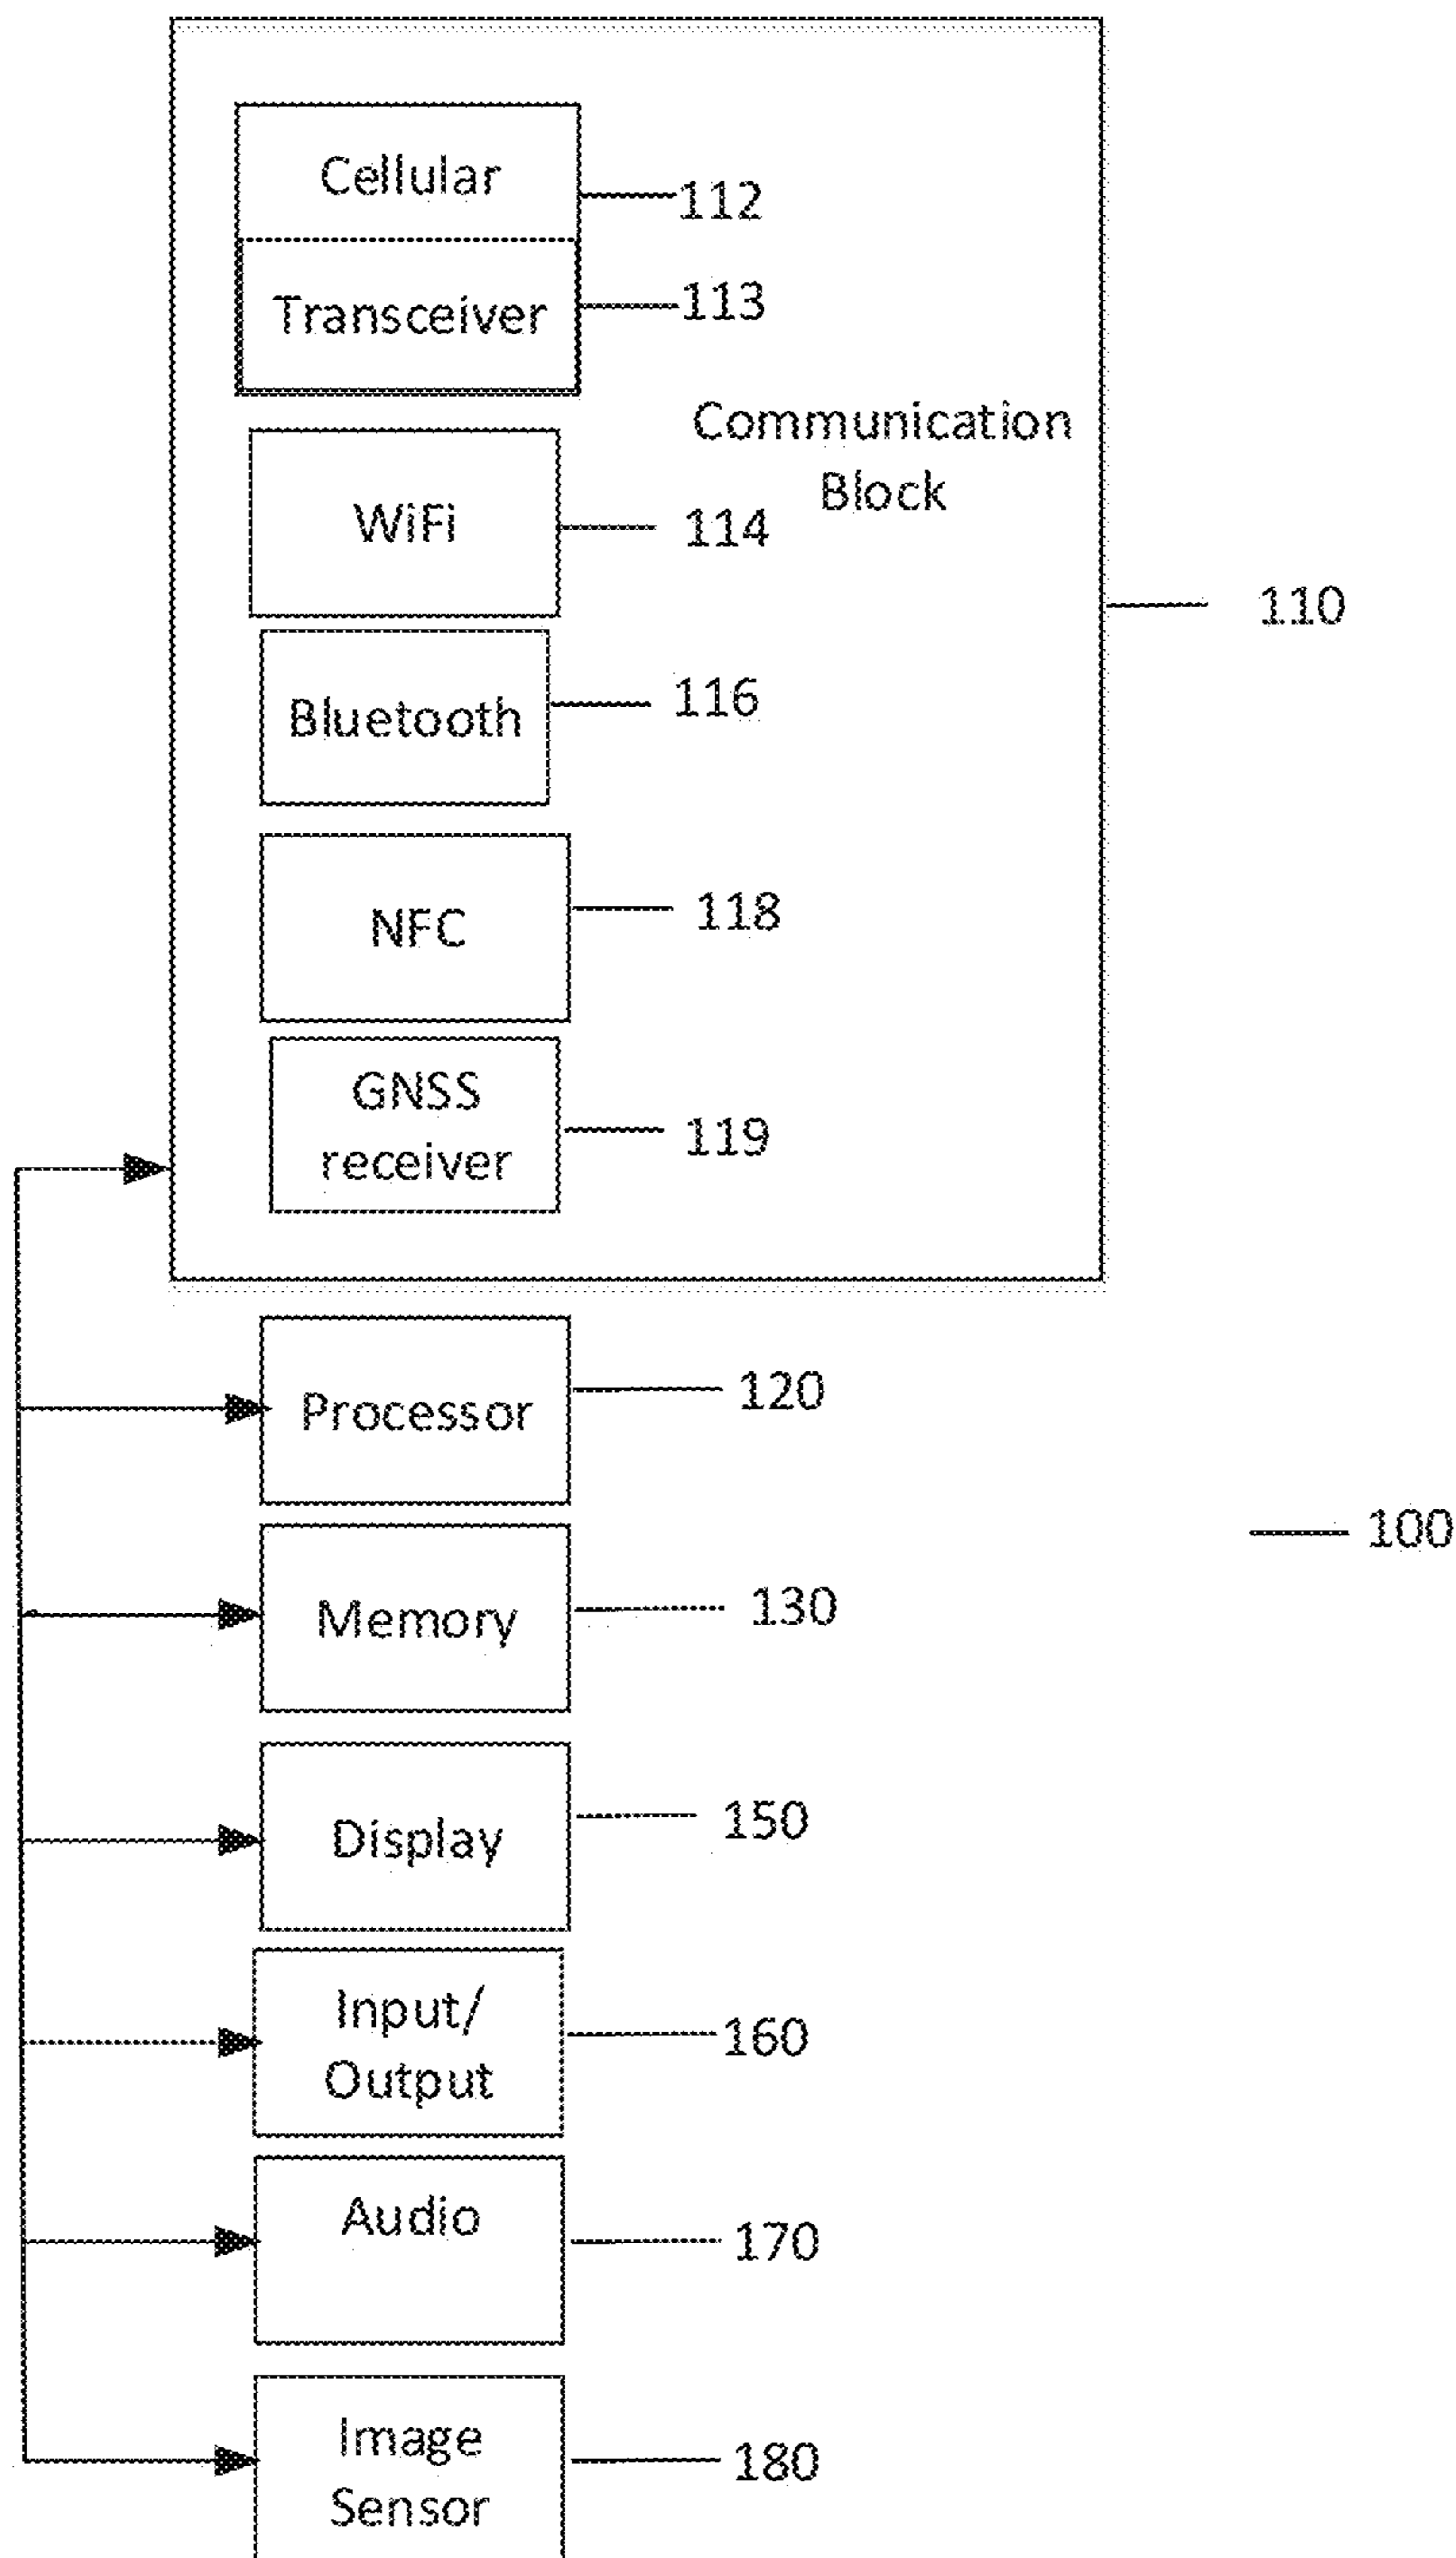 Cellular
112
Transceiver
113
Communication
Block
WiFi
114
110
Bluetooth
116
NFC
118
GNSS
receiver
119
Processor
120
100
Memory
130
Display
150
Input/
Output
160
Audio
170
Image
Sensor
180